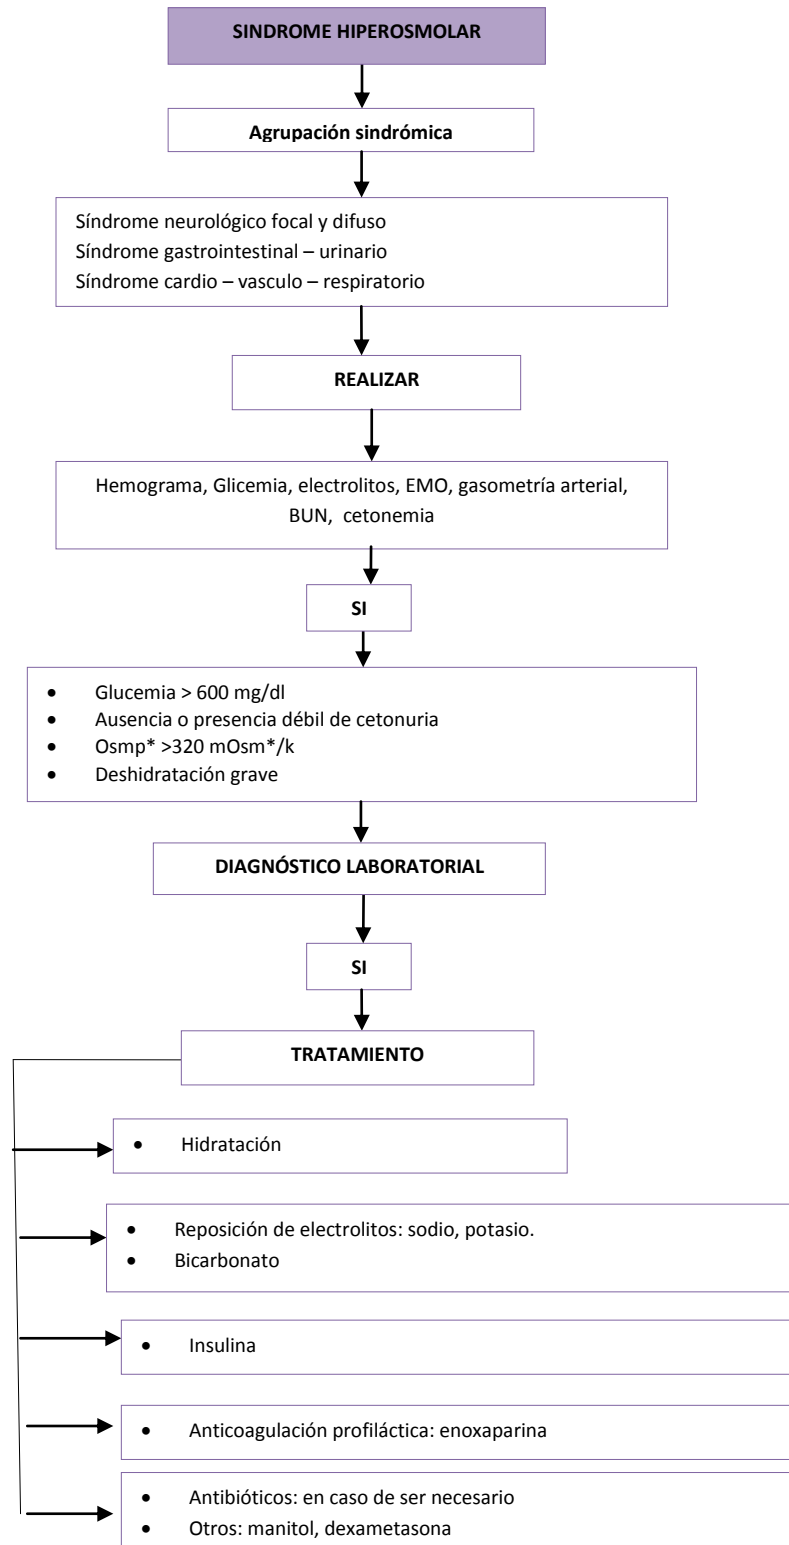 SINDROME HIPEROSMOLAR
Agrupación sindrómica
Síndrome neurológico focal y difuso
Síndrome gastrointestinal – urinario
Síndrome cardio – vasculo – respiratorio
REALIZAR
Hemograma, Glicemia, electrolitos, EMO, gasometría arterial,
BUN, cetonemia
SI
• Glucemia > 600 mg/dl
• Ausencia o presencia débil de cetonuria
• Osmp* >320 mOsm*/k
• Deshidratación grave
DIAGNÓSTICO LABORATORIAL
SI
TRATAMIENTO
• Hidratación
• Reposición de electrolitos: sodio, potasio.
• Bicarbonato
• Insulina
• Anticoagulación profiláctica: enoxaparina
• Antibióticos: en caso de ser necesario
• Otros: manitol, dexametasona